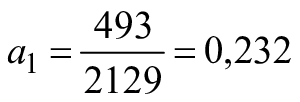 a₁ = 493/2129 = 0,232